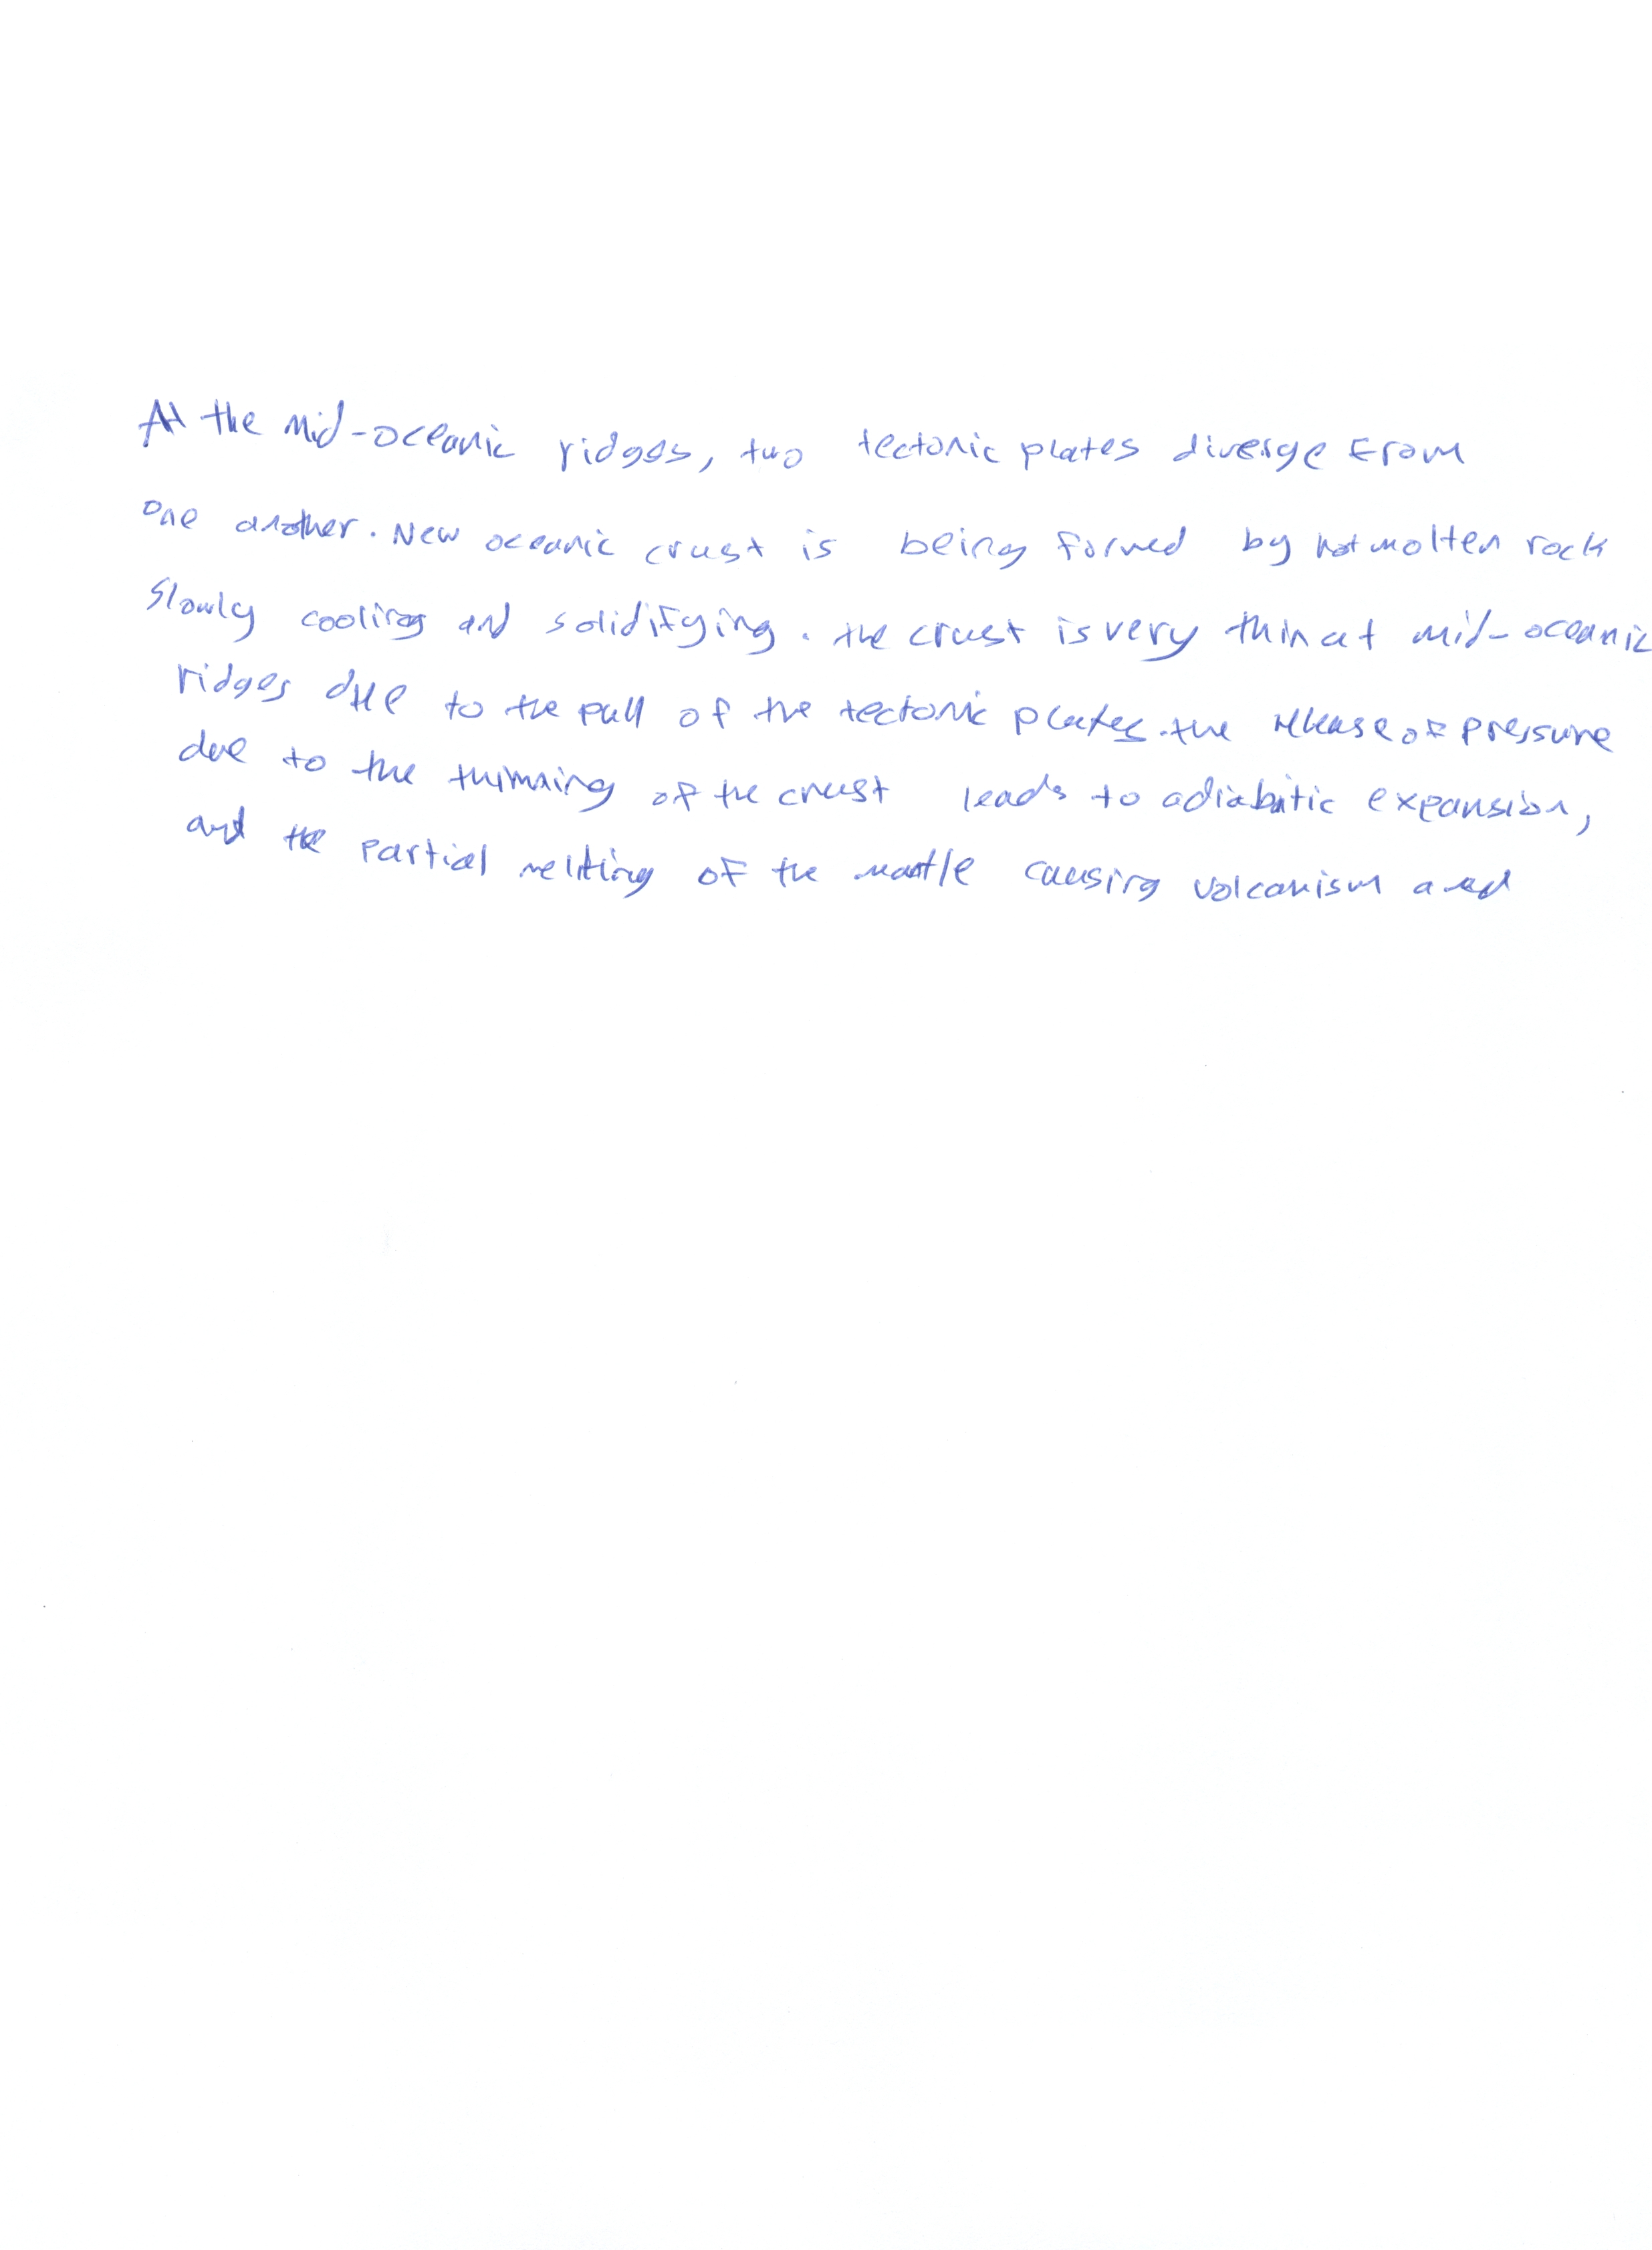 At the mid-oceanic ridges, two tectonic plates diverge from
one another. New oceanic crust is being formed by hot molten rock
slowly cooling and solidifying. the crust is very thin at mid-oceanic
ridges due to the pull of the tectonic plates. the release of pressure
due to the thinning of the crust leads to adiabitic expansion,
and the partial melting of the mantle causing volcanism and